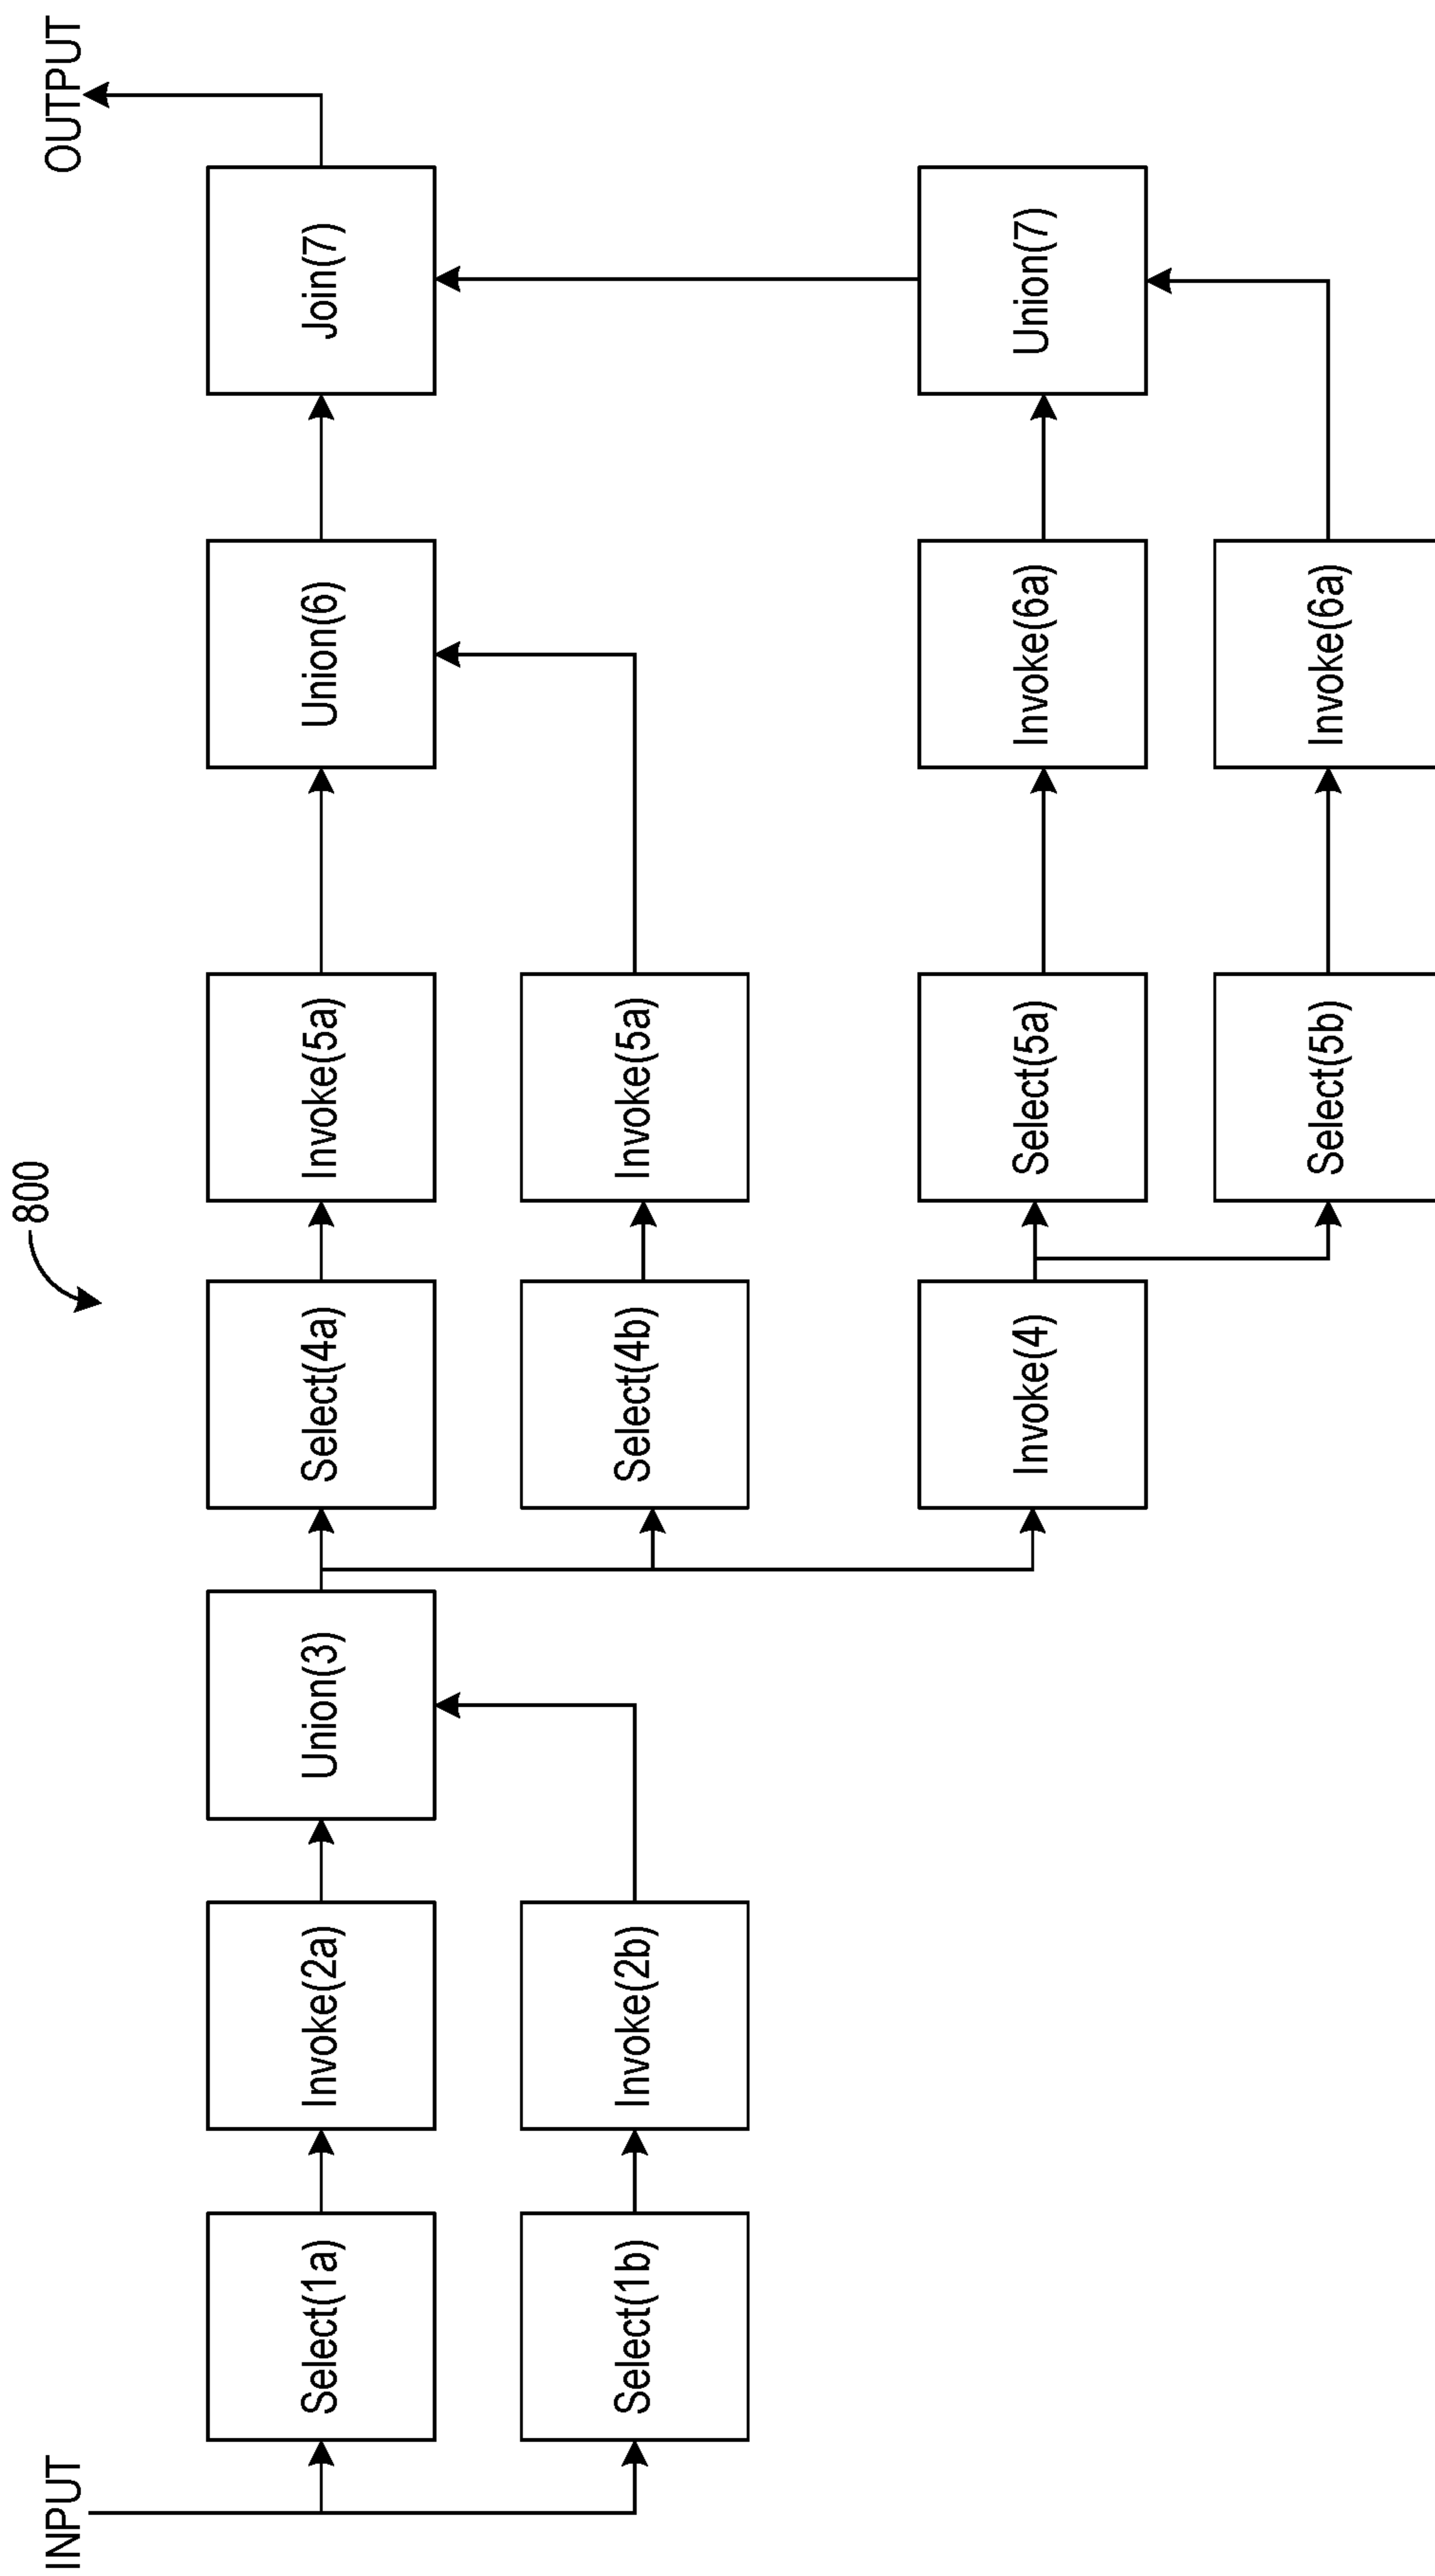 800
INPUT
OUTPUT
Select(1a)
Invoke(2a)
Union(3)
Select(4a)
Invoke(5a)
Union(6)
Join(7)
Select(1b)
Invoke(2b)
Select(4b)
Invoke(5a)
Invoke(4)
Select(5a)
Invoke(6a)
Union(7)
Select(5b)
Invoke(6a)